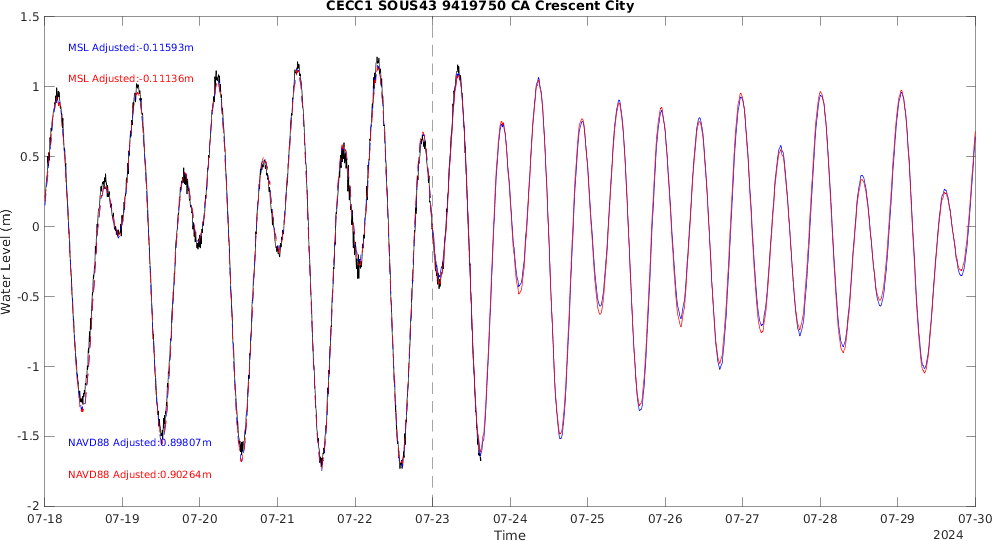 CECC1 SOUS43 9419750 CA Crescent City
1.5
MSL Adjusted:-0.11593m
MSL Adjusted:-0.11136m
1
0.5
0
Water Level (m)
-0.5
-1
-1.5
NAVD88 Adjusted:0.89807m
NAVD88 Adjusted:0.90264m
-2
07-18 07-19 07-20 07-21 07-22 07-23 07-24 07-25 07-26 07-27 07-28 07-29 07-30
Time
2024